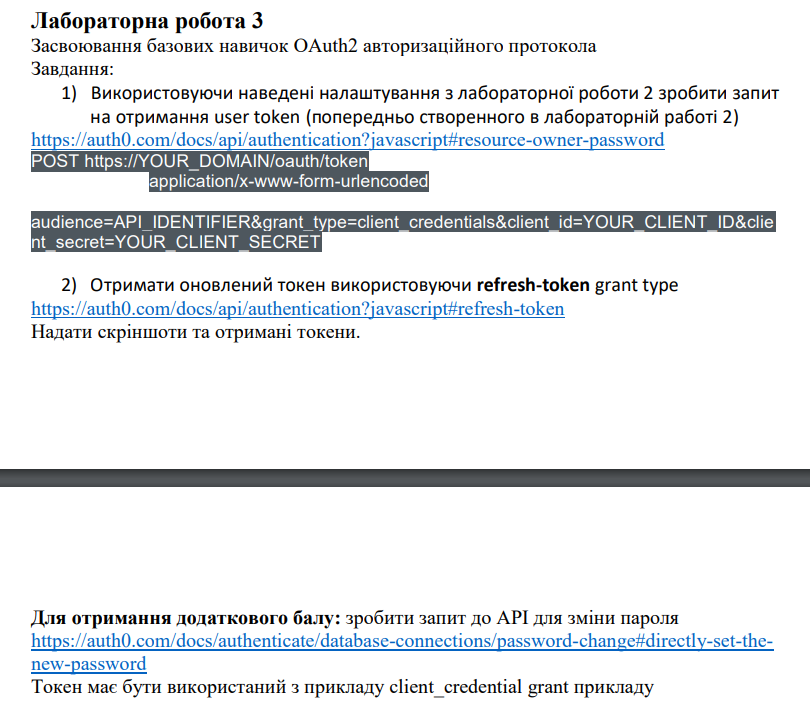 Лабораторна робота 3
Засвоювання базових навичок OAuth2 авторизаційного протокола
Завдання:
1) Використовуючи наведені налаштування з лабораторної роботи 2 зробити запит
на отримання user token (попередньо створенного в лабораторній работі 2)
https://auth0.com/docs/api/authentication?javascript#resource-owner-password
POST https://YOUR_DOMAIN/oauth/token
application/x-www-form-urlencoded
audience=API_IDENTIFIER&grant_type=client_credentials&client_id=YOUR_CLIENT_ID&clie
nt_secret=YOUR_CLIENT_SECRET
2) Отримати оновлений токен використовуючи refresh-token grant type
https://auth0.com/docs/api/authentication?javascript#refresh-token
Надати скріншоти та отримані токени.
Для отримання додаткового балу: зробити запит до API для зміни пароля
https://auth0.com/docs/authenticate/database-connections/password-change#directly-set-the-
new-password
Токен має бути використаний з прикладу client_credential grant прикладу